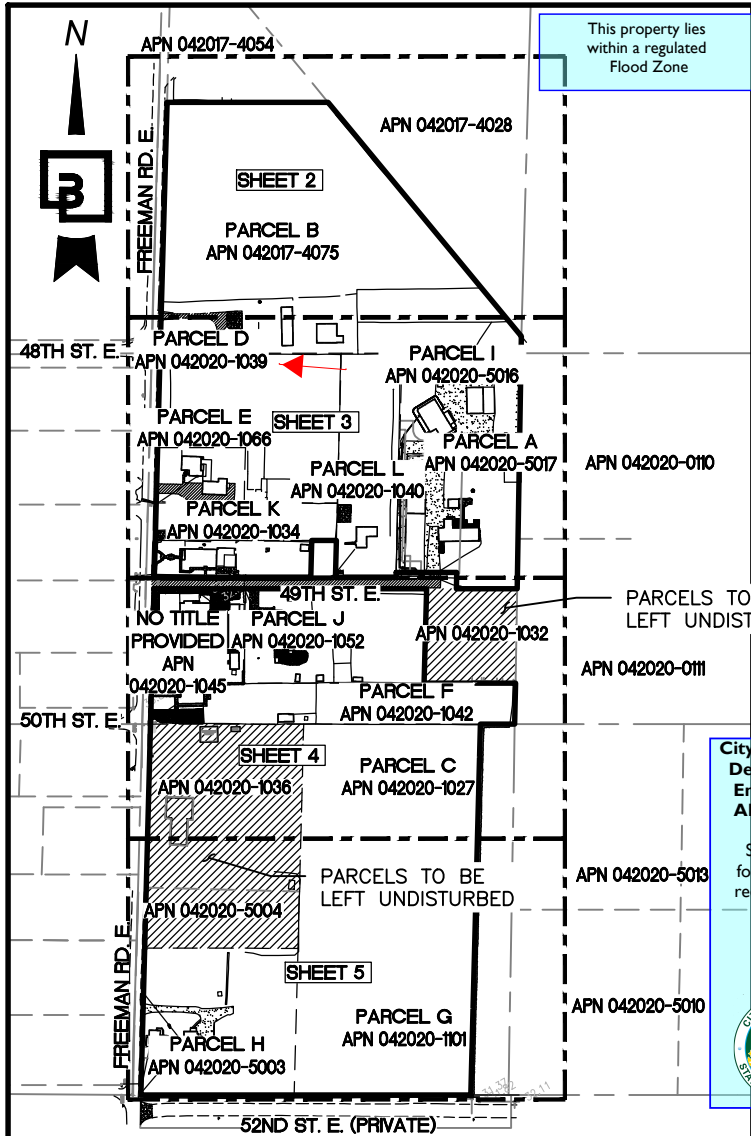 N
APN 042017-4054
This property lies
within a regulated
Flood Zone
APN 042017-4028
FREEMAN RD. E.
SHEET 2
PARCEL B
APN 042017-4075
48TH ST. E.
PARCEL D
APN 042020-1039
PARCEL I
APN 042020-5016
PARCEL E
APN 042020-1066
SHEET 3
PARCEL A
APN 042020-5017
APN 042020-0110
PARCEL L
APN 042020-1040
PARCEL K
APN 042020-1034
49TH ST. E.
PARCELS TO
LEFT UNDIST
NO TITLE
PROVIDED
APN
042020-1045
PARCEL J
APN 042020-1052
APN 042020-1032
APN 042020-0111
PARCEL F
APN 042020-1042
50TH ST. E.
SHEET 4
APN 042020-1036
PARCEL C
APN 042020-1027
City
De
En
S
fo
re
PARCELS TO BE
LEFT UNDISTURBED
APN 042020-5013
APN 042020-5004
FREEMAN RD. E.
SHEET 5
PARCEL G
APN 042020-1101
APN 042020-5010
PARCEL H
APN 042020-5003
52ND ST. E. (PRIVATE)